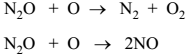 N₂O + O → N₂ + O₂
N₂O + O → 2NO